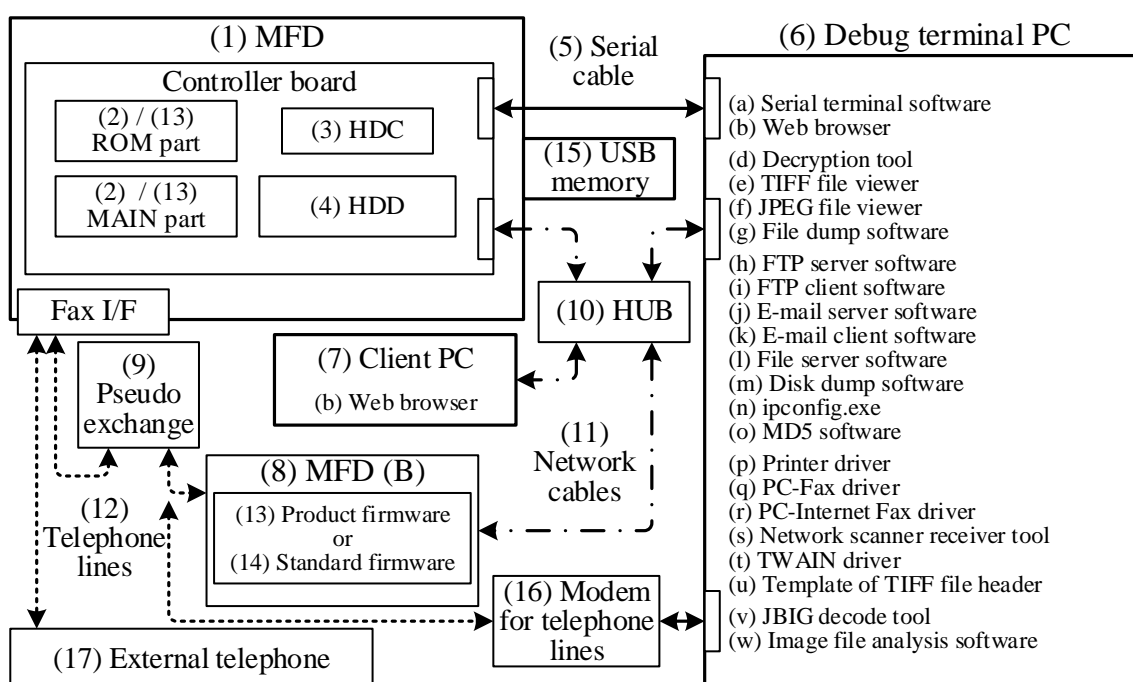 (1) MFD
Controller board
(2) / (13)
ROM part
(3) HDC
(2) / (13)
MAIN part
(4) HDD
Fax I/F
(5) Serial
cable
(15) USB
memory
(10) HUB
(7) Client PC
(b) Web browser
(9)
Pseudo
exchange
(11)
Network
cables
(8) MFD (B)
(13) Product firmware
or
(14) Standard firmware
(12)
Telephone
lines
(16) Modem
for telephone
lines
(17) External telephone
(6) Debug terminal PC
(a) Serial terminal software
(b) Web browser
(d) Decryption tool
(e) TIFF file viewer
(f) JPEG file viewer
(g) File dump software
(h) FTP server software
(i) FTP client software
(j) E-mail server software
(k) E-mail client software
(l) File server software
(m) Disk dump software
(n) ipconfig.exe
(o) MD5 software
(p) Printer driver
(q) PC-Fax driver
(r) PC-Internet Fax driver
(s) Network scanner receiver tool
(t) TWAIN driver
(u) Template of TIFF file header
(v) JBIG decode tool
(w) Image file analysis software